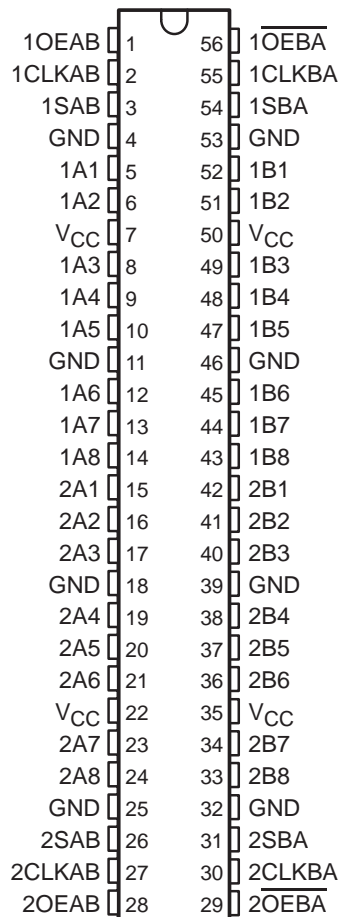 1OEAB 1 56 1O̅E̅B̅A̅
1CLKAB 2 55 1CLKBA
1SAB 3 54 1SBA
GND 4 53 GND
1A1 5 52 1B1
1A2 6 51 1B2
VCC 7 50 VCC
1A3 8 49 1B3
1A4 9 48 1B4
1A5 10 47 1B5
GND 11 46 GND
1A6 12 45 1B6
1A7 13 44 1B7
1A8 14 43 1B8
2A1 15 42 2B1
2A2 16 41 2B2
2A3 17 40 2B3
GND 18 39 GND
2A4 19 38 2B4
2A5 20 37 2B5
2A6 21 36 2B6
VCC 22 35 VCC
2A7 23 34 2B7
2A8 24 33 2B8
GND 25 32 GND
2SAB 26 31 2SBA
2CLKAB 27 30 2CLKBA
2OEAB 28 29 2O̅E̅B̅A̅